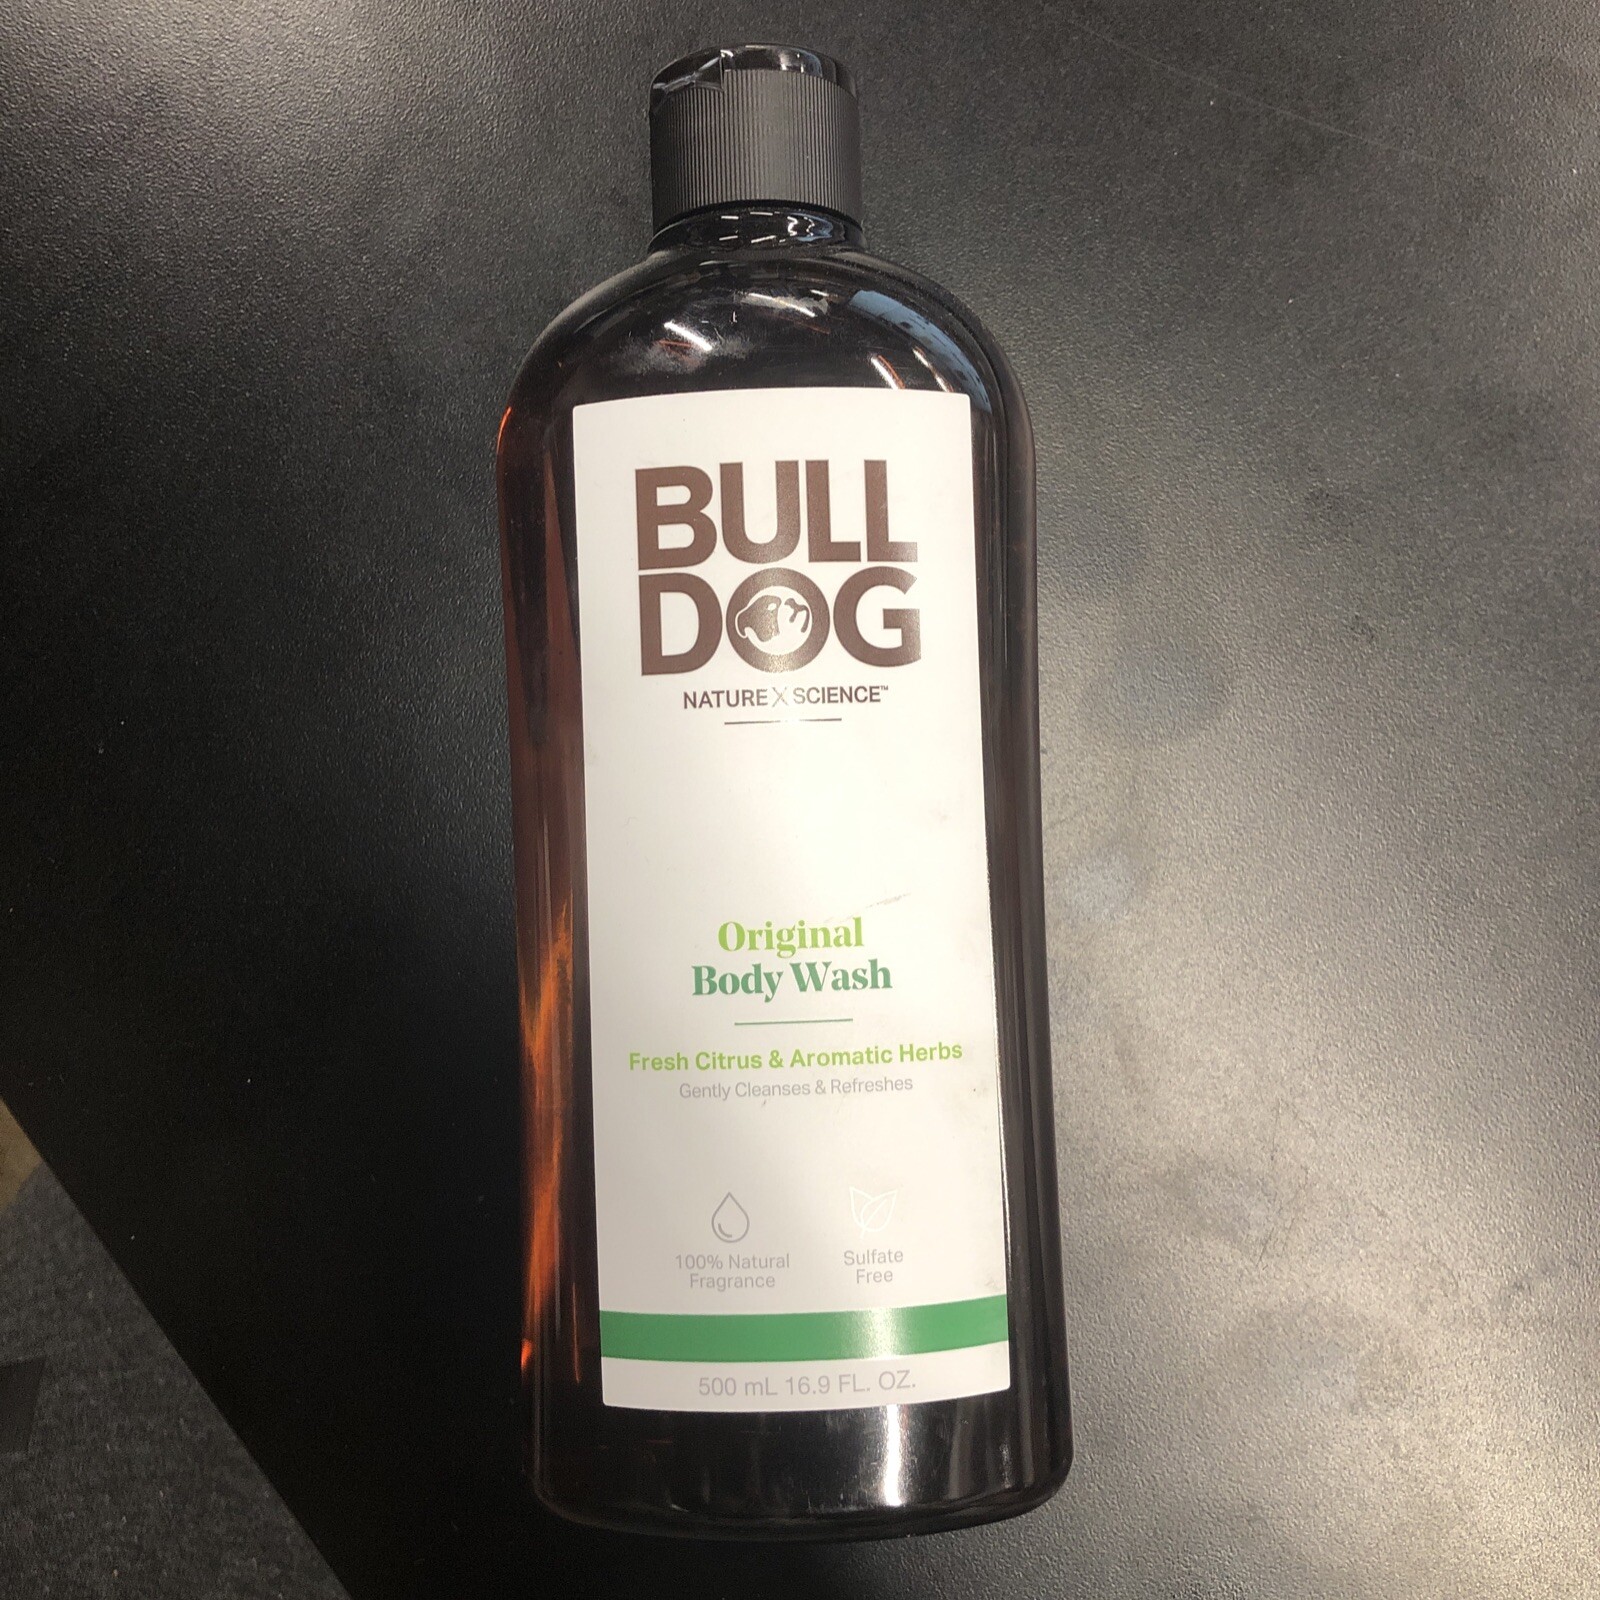 BULL
DOG
NATURE X SCIENCE™
Original
Body Wash
Fresh Citrus & Aromatic Herbs
Gently Cleanses & Refreshes
100% Natural
Fragrance
Sulfate
Free
500 mL 16.9 FL. OZ.